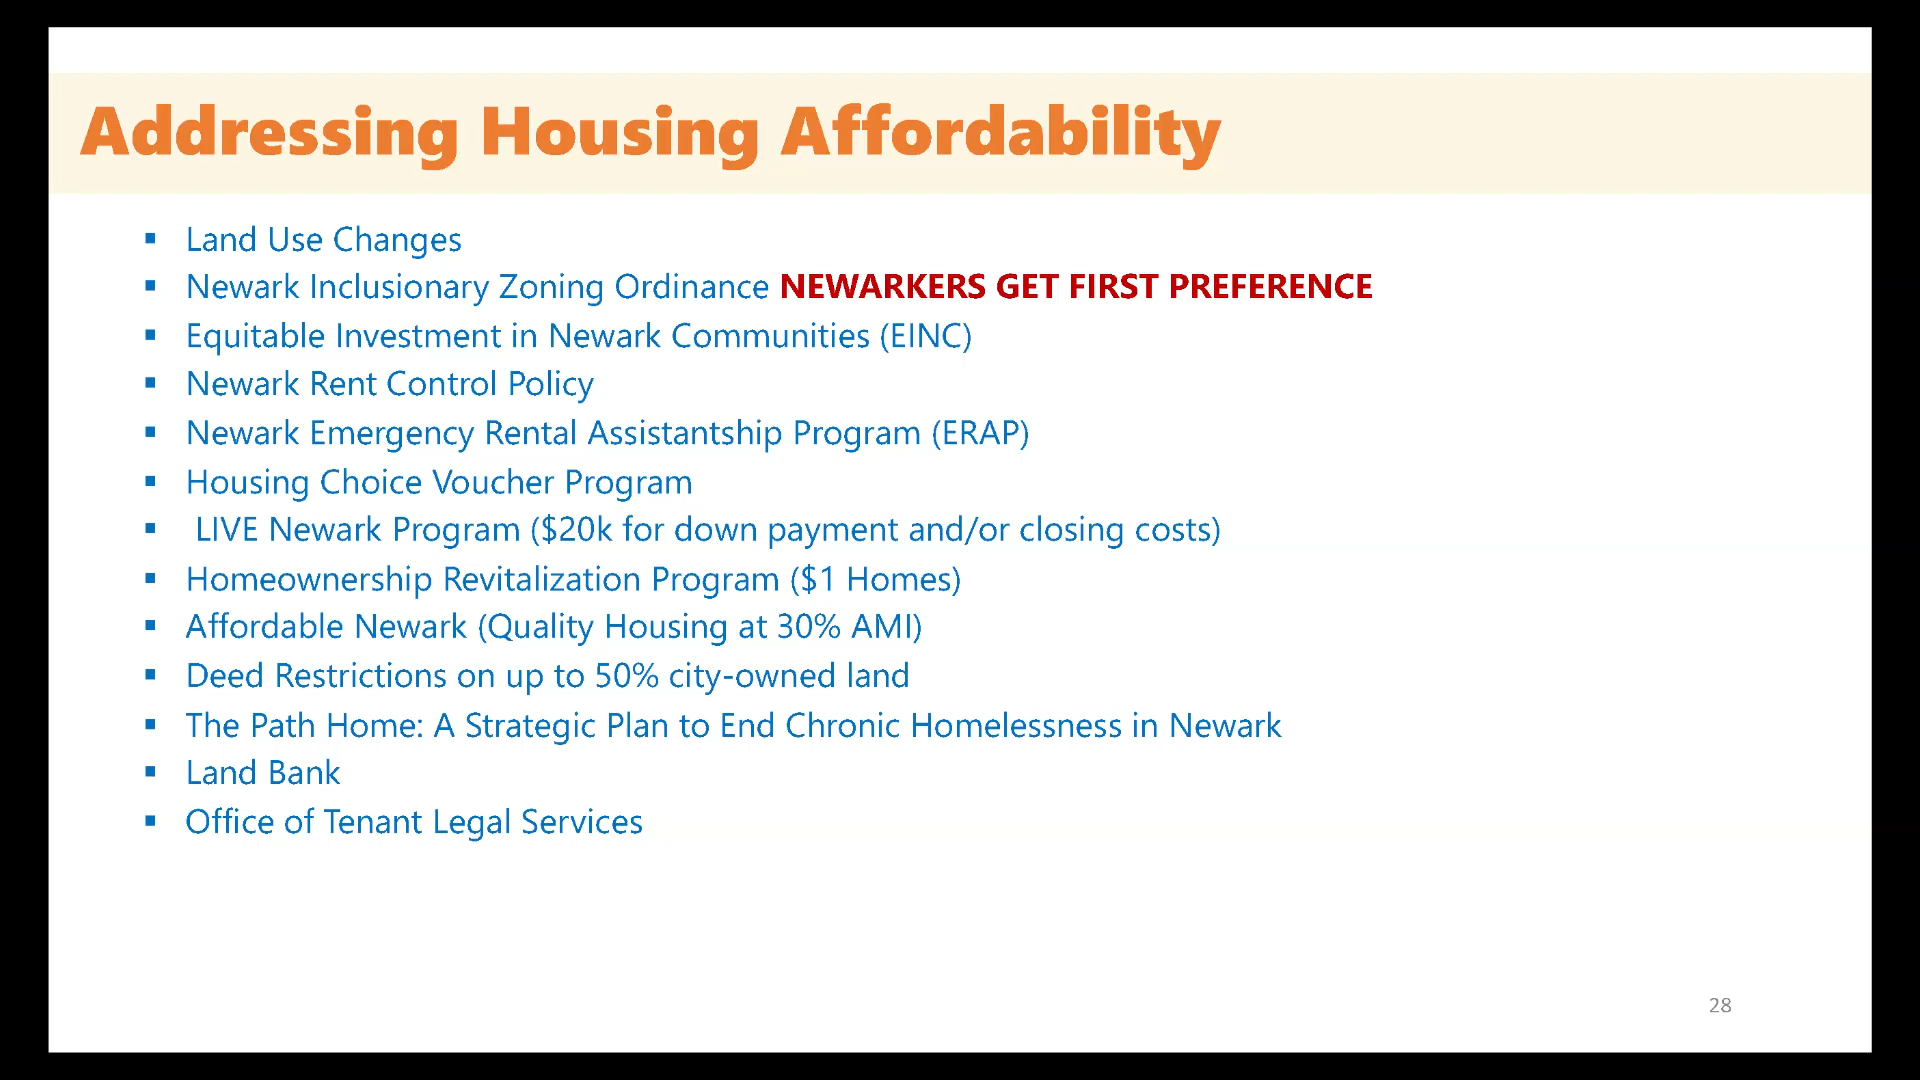 Addressing Housing Affordability
▪ Land Use Changes
▪ Newark Inclusionary Zoning Ordinance NEWARKERS GET FIRST PREFERENCE
▪ Equitable Investment in Newark Communities (EINC)
▪ Newark Rent Control Policy
▪ Newark Emergency Rental Assistantship Program (ERAP)
▪ Housing Choice Voucher Program
▪ LIVE Newark Program ($20k for down payment and/or closing costs)
▪ Homeownership Revitalization Program ($1 Homes)
▪ Affordable Newark (Quality Housing at 30% AMI)
▪ Deed Restrictions on up to 50% city-owned land
▪ The Path Home: A Strategic Plan to End Chronic Homelessness in Newark
▪ Land Bank
▪ Office of Tenant Legal Services
28